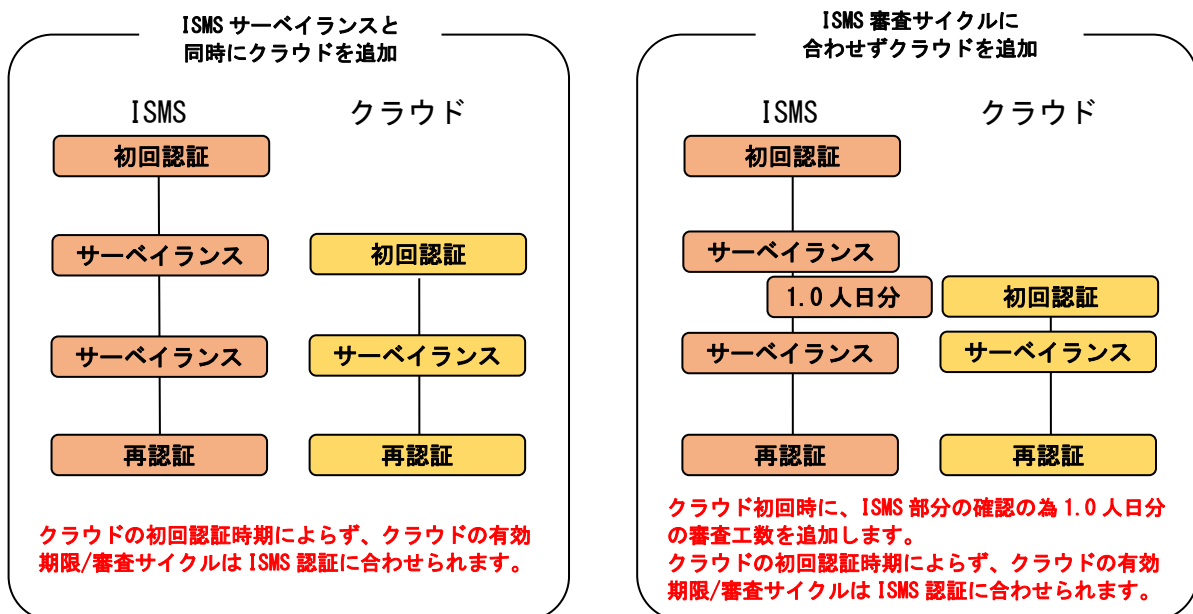 ISMS サーベイランスと
同時にクラウドを追加
ISMS
クラウド
初回認証
サーベイランス
初回認証
サーベイランス
サーベイランス
再認証
再認証
クラウドの初回認証時期によらず、クラウドの有効
期限/審査サイクルは ISMS 認証に合わせられます。
ISMS 審査サイクルに
合わせずクラウドを追加
ISMS
クラウド
初回認証
サーベイランス
1.0 人日分
初回認証
サーベイランス
サーベイランス
再認証
再認証
クラウド初回時に、ISMS 部分の確認の為 1.0 人日分
の審査工数を追加します。
クラウドの初回認証時期によらず、クラウドの有効
期限/審査サイクルは ISMS 認証に合わせられます。